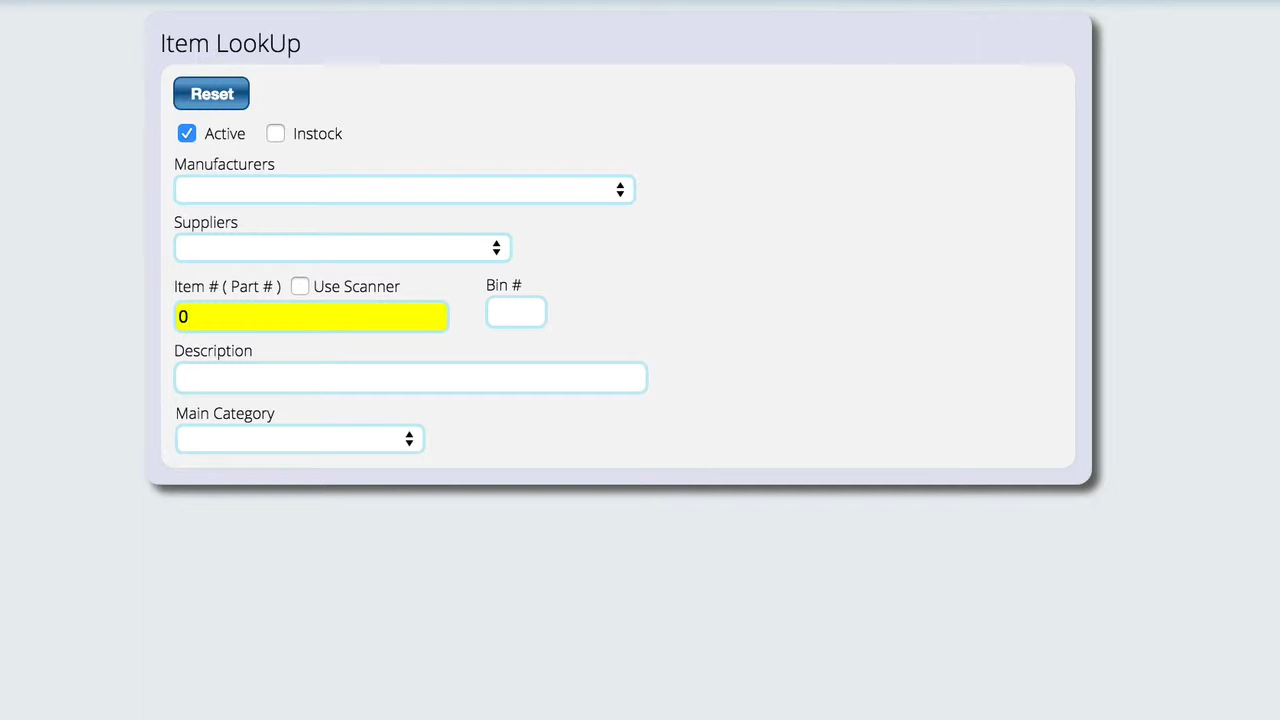 Item LookUp
Reset
Active Instock
Manufacturers
Suppliers
Item # ( Part # ) Use Scanner Bin #
0
Description
Main Category